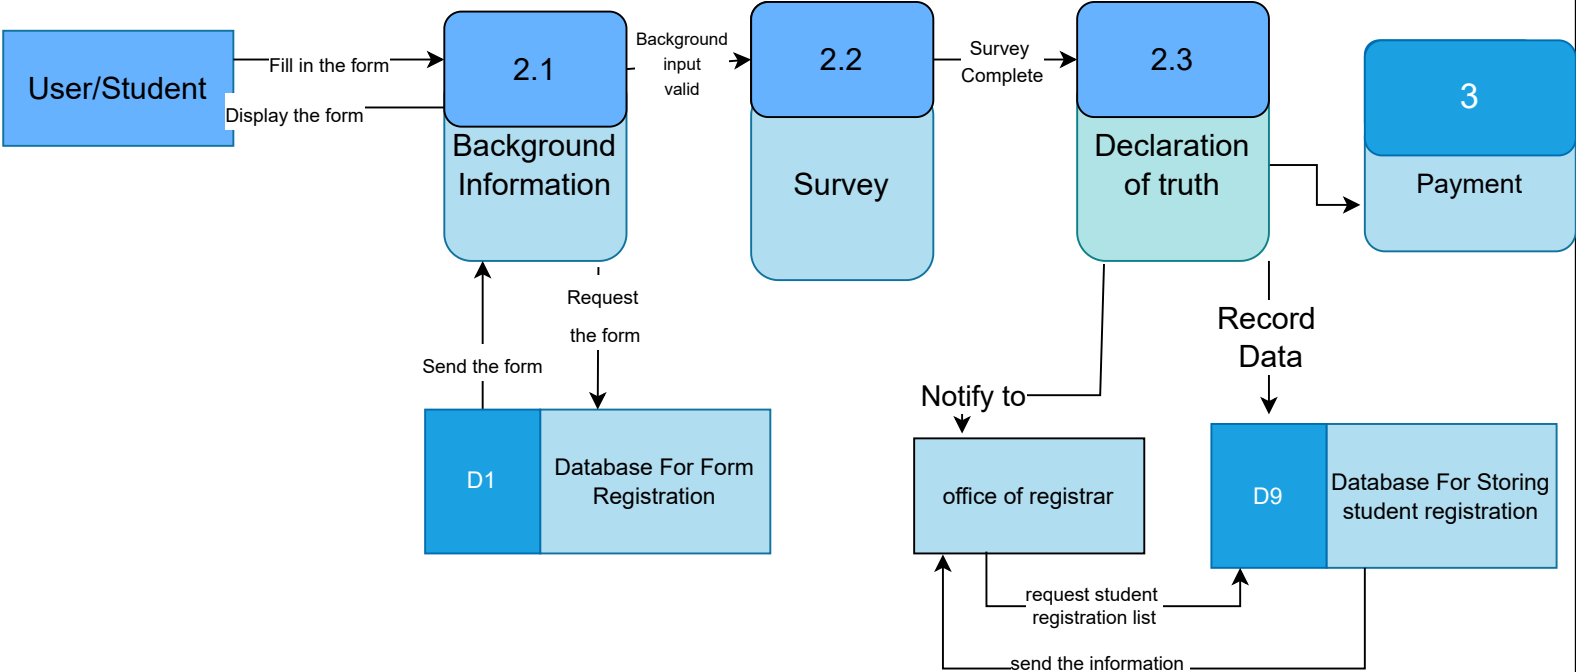 User/Student
Fill in the form
Display the form
2.1
Background
Information
Background
input
valid
2.2
Survey
Survey
Complete
2.3
Declaration
of truth
3
Payment
Send the form
Request
the form
D1
Database For Form
Registration
Notify to
office of registrar
Record
Data
D9
Database For Storing
student registration
request student
registration list
send the information